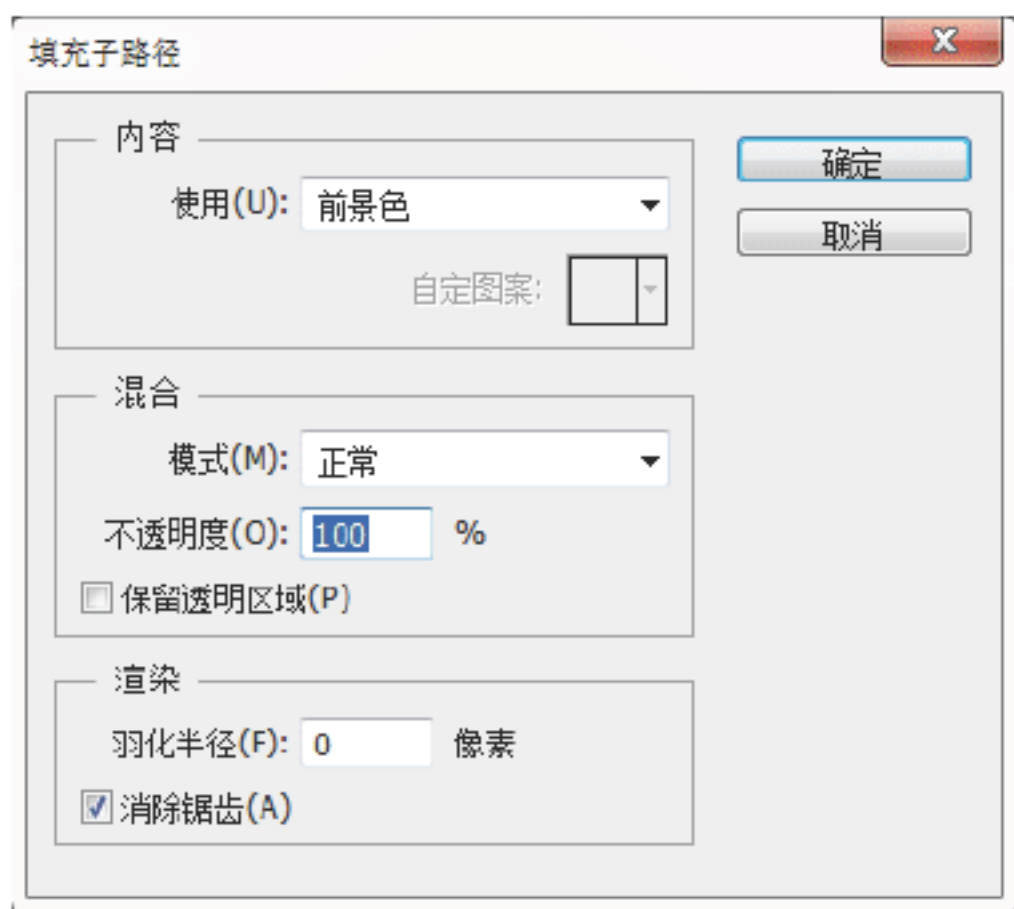 填充子路径
内容
使用(U): 前景色
自定图案:
确定
取消
混合
模式(M): 正常
不透明度(O): 100 %
保留透明区域(P)
渲染
羽化半径(F): 0 像素
消除锯齿(A)